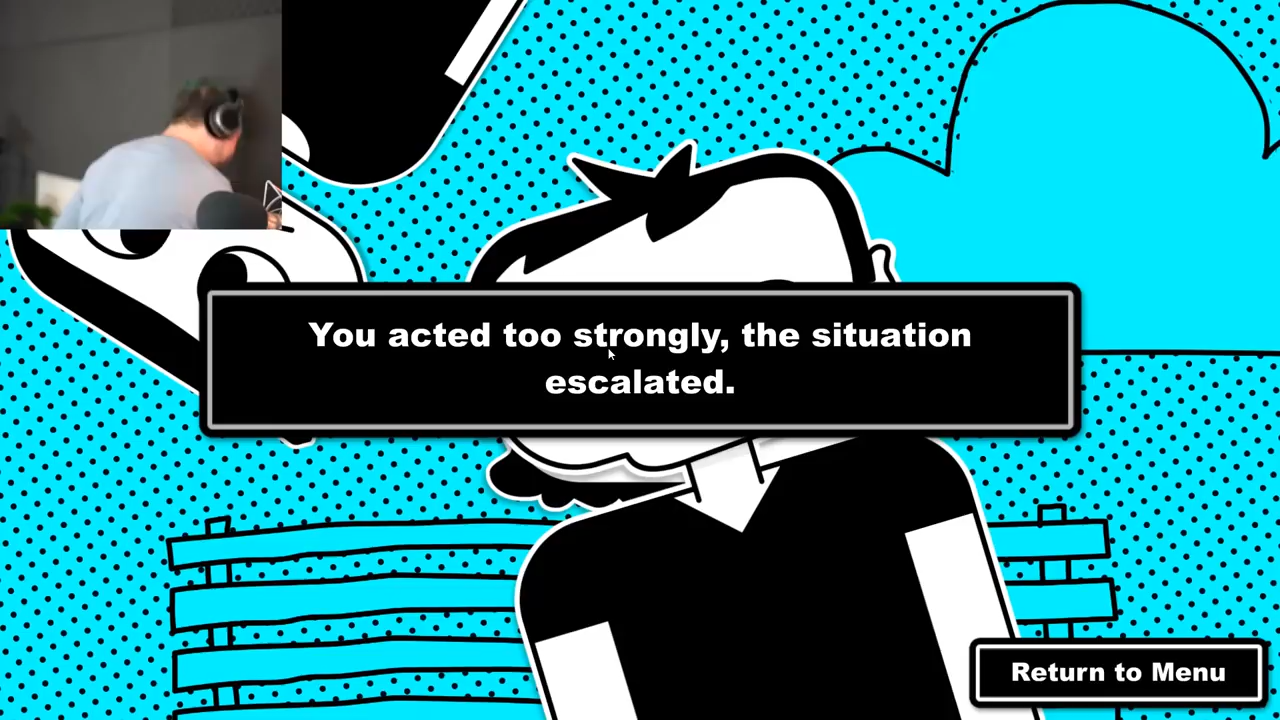 You acted too strongly, the situation
escalated.
Return to Menu